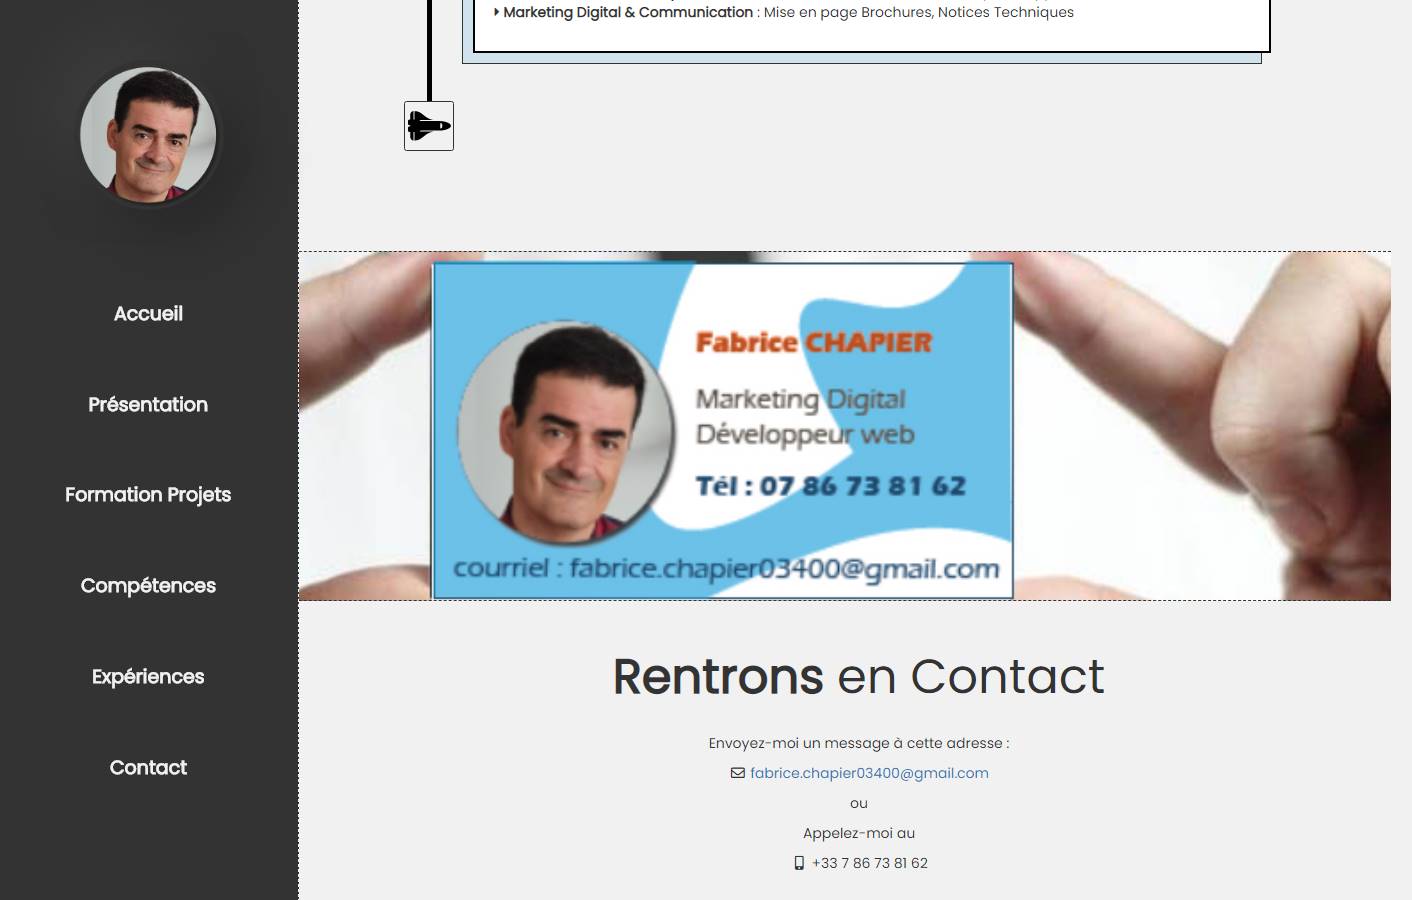 Marketing Digital & Communication : Mise en page Brochures, Notices Techniques
Accueil
Présentation
Formation Projets
Compétences
Expériences
Contact
Fabrice CHAPIER
Marketing Digital
Développeur web
Tél : 07 86 73 81 62
courriel : fabrice.chapier03400@gmail.com
Rentrons en Contact
Envoyez-moi un message à cette adresse :
fabrice.chapier03400@gmail.com
ou
Appelez-moi au
+33 7 86 73 81 62